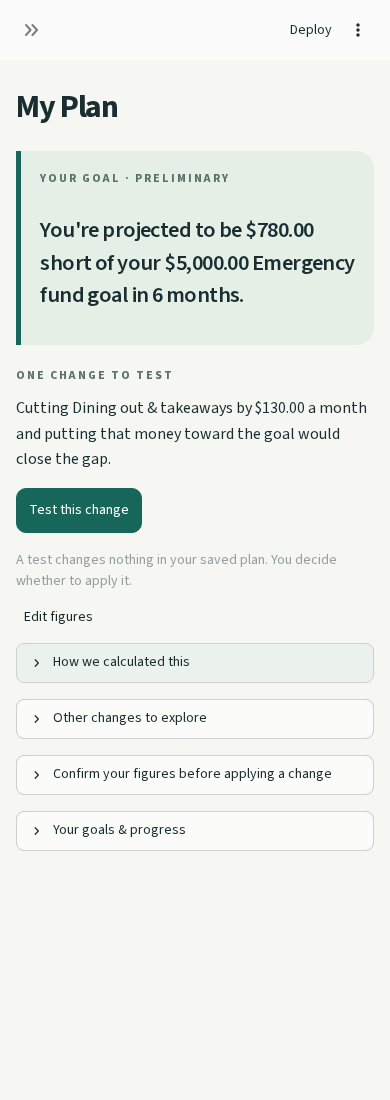 Deploy
My Plan
YOUR GOAL · PRELIMINARY
You're projected to be $780.00
short of your $5,000.00 Emergency
fund goal in 6 months.
ONE CHANGE TO TEST
Cutting Dining out & takeaways by $130.00 a month
and putting that money toward the goal would
close the gap.
Test this change
A test changes nothing in your saved plan. You decide
whether to apply it.
Edit figures
How we calculated this
Other changes to explore
Confirm your figures before applying a change
Your goals & progress